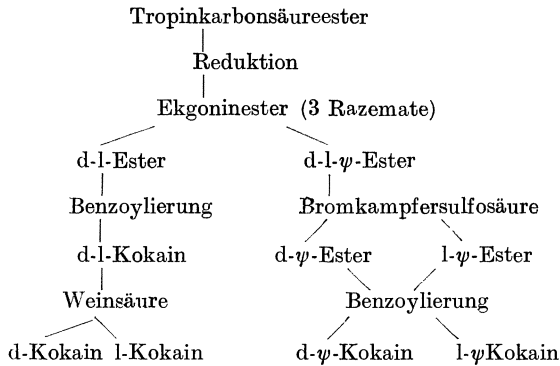 Tropinkarbonsäureester
Reduktion
Ekgoninester (3 Razemate)
d-l-Ester d-l-ψ-Ester
Benzoylierung Bromkampfersulfosäure
d-l-Kokain d-ψ-Ester l-ψ-Ester
Weinsäure Benzoylierung
d-Kokain l-Kokain d-ψ-Kokain l-ψKokain